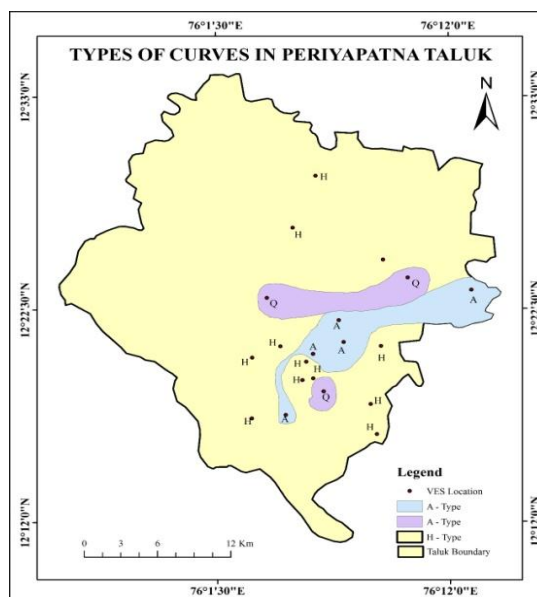 76°1'30"E 76°12'0"E
TYPES OF CURVES IN PERIYAPATNA TALUK
12°33'0"N 12°33'0"N
N
H
H
Q
Q
A
12°22'30"N 12°22'30"N
A
H A A H
H H H
H
Q
H A H
H
Legend
VES Location
A - Type
A - Type
H - Type
Taluk Boundary
0 3 6 12 Km
12°12'0"N 12°12'0"N
76°1'30"E 76°12'0"E